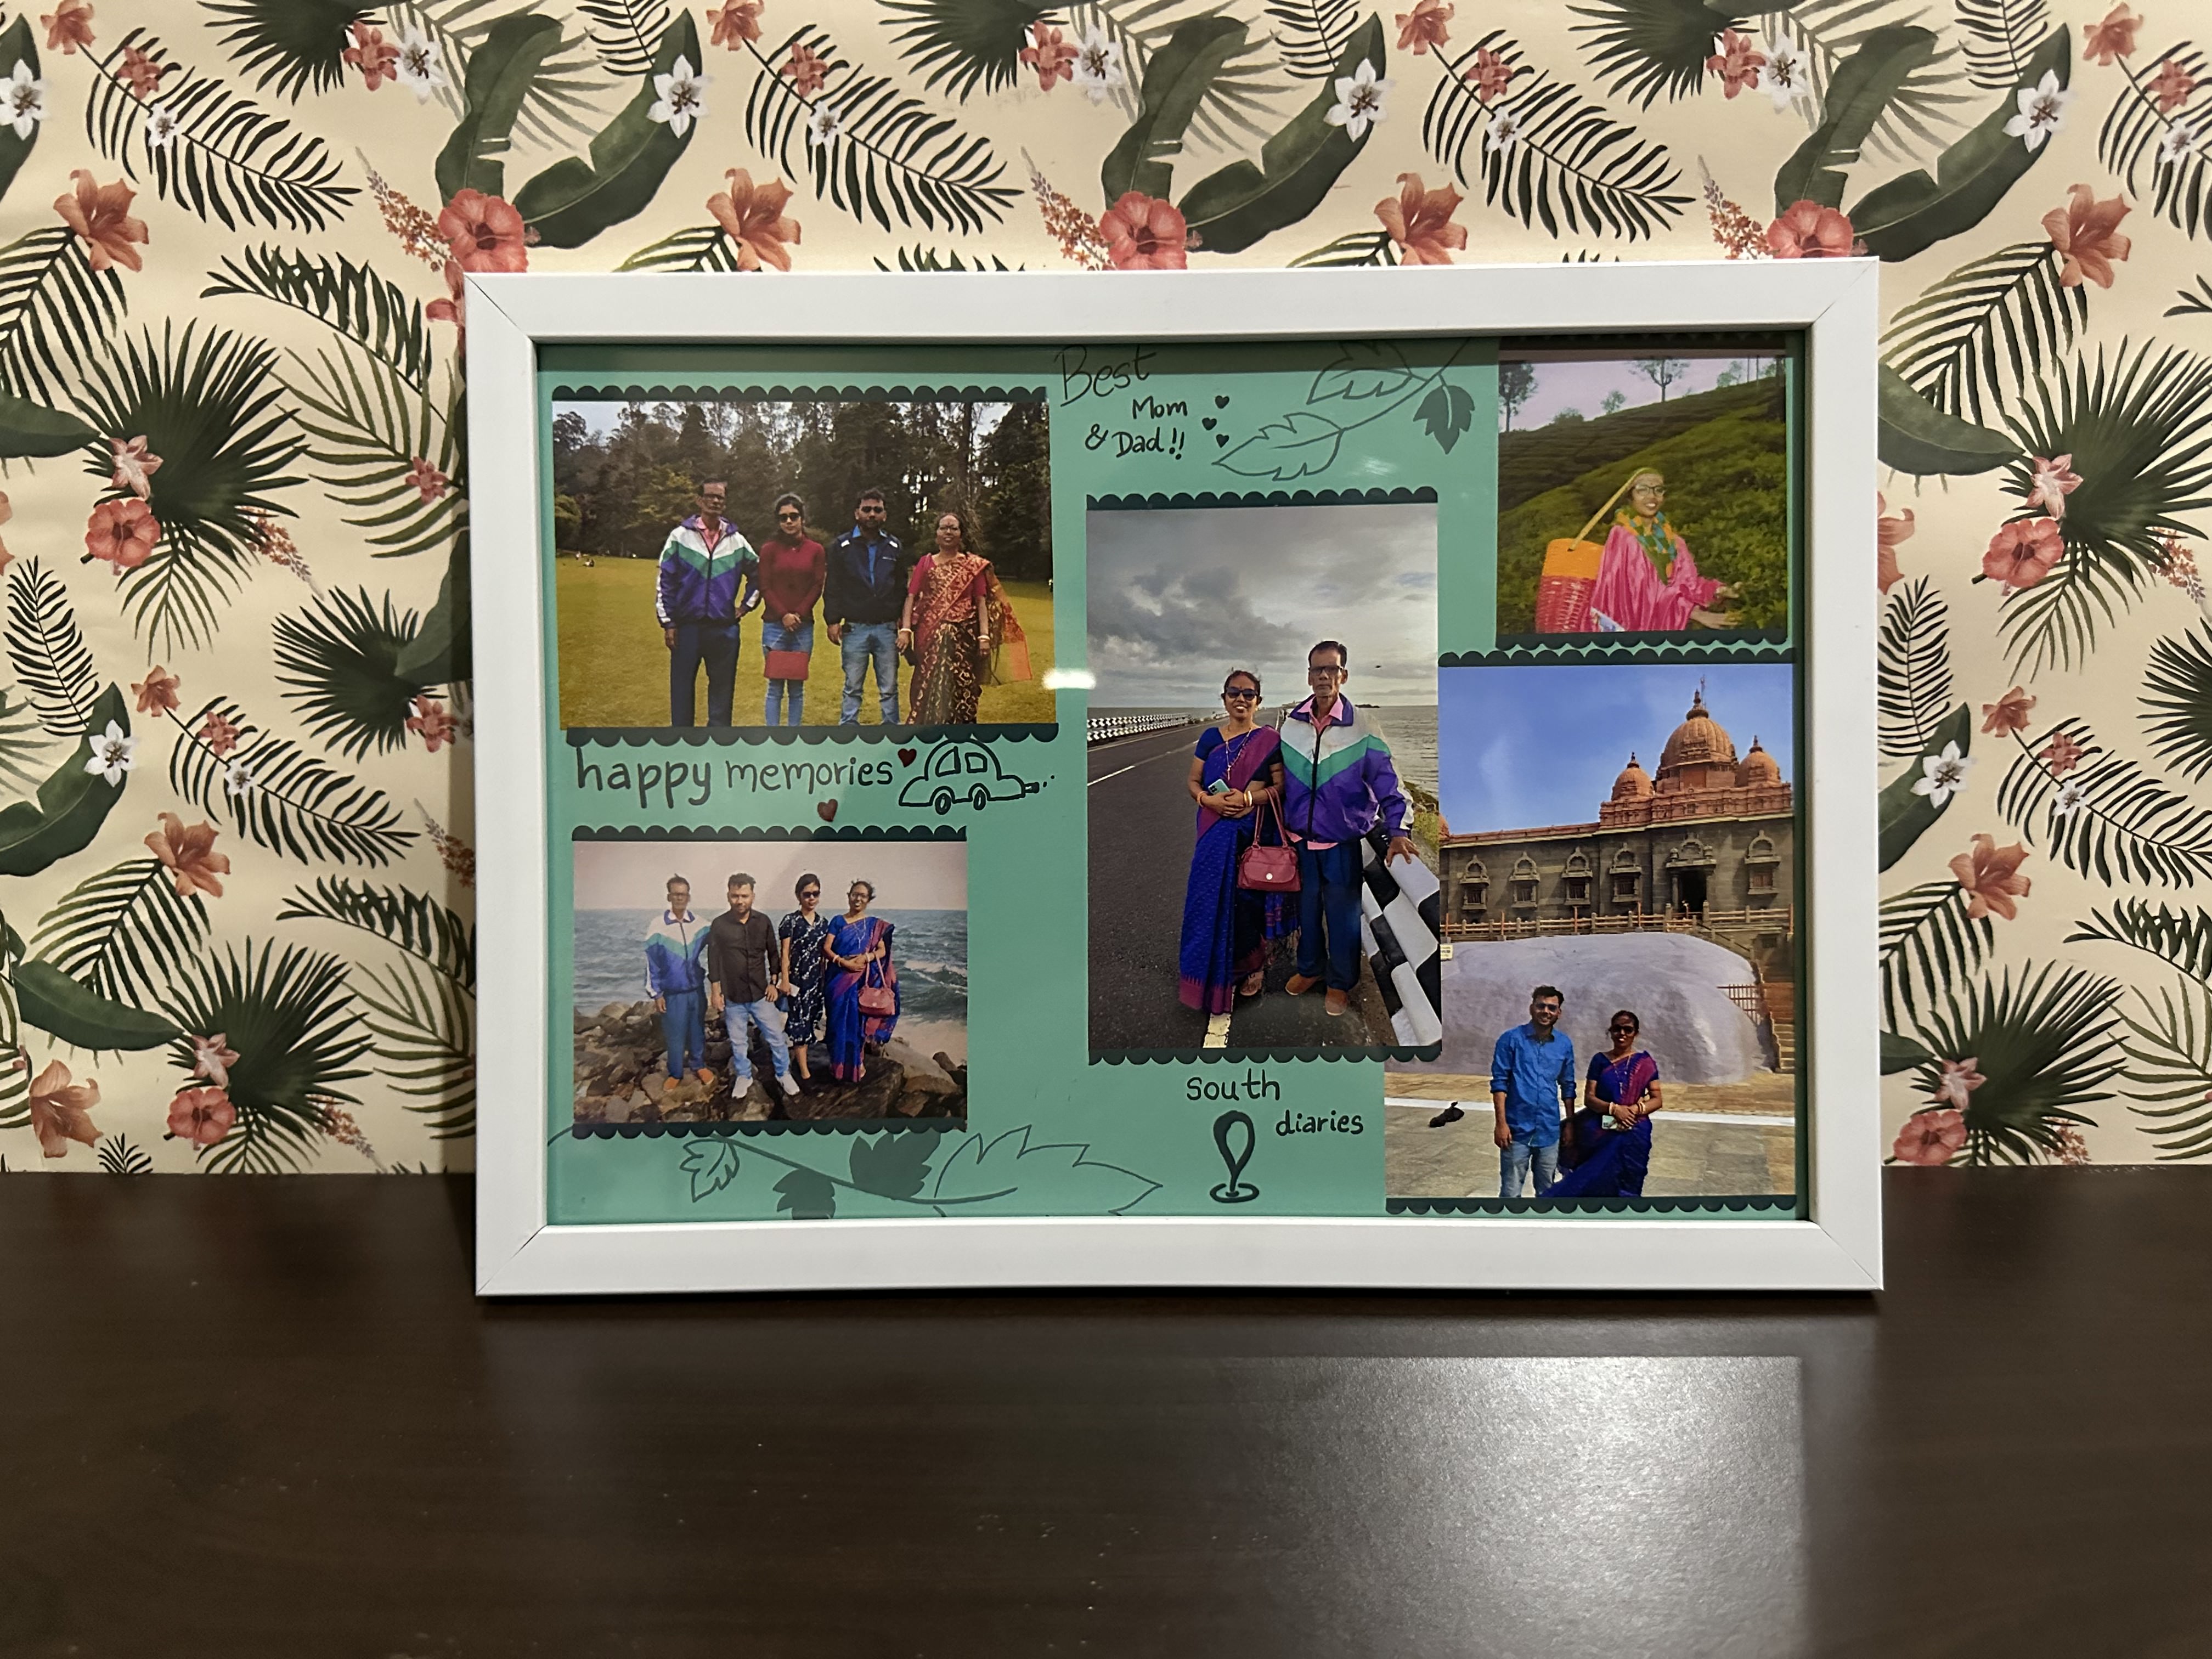 Best
Mom
& Dad!!
happy memories
south
diaries